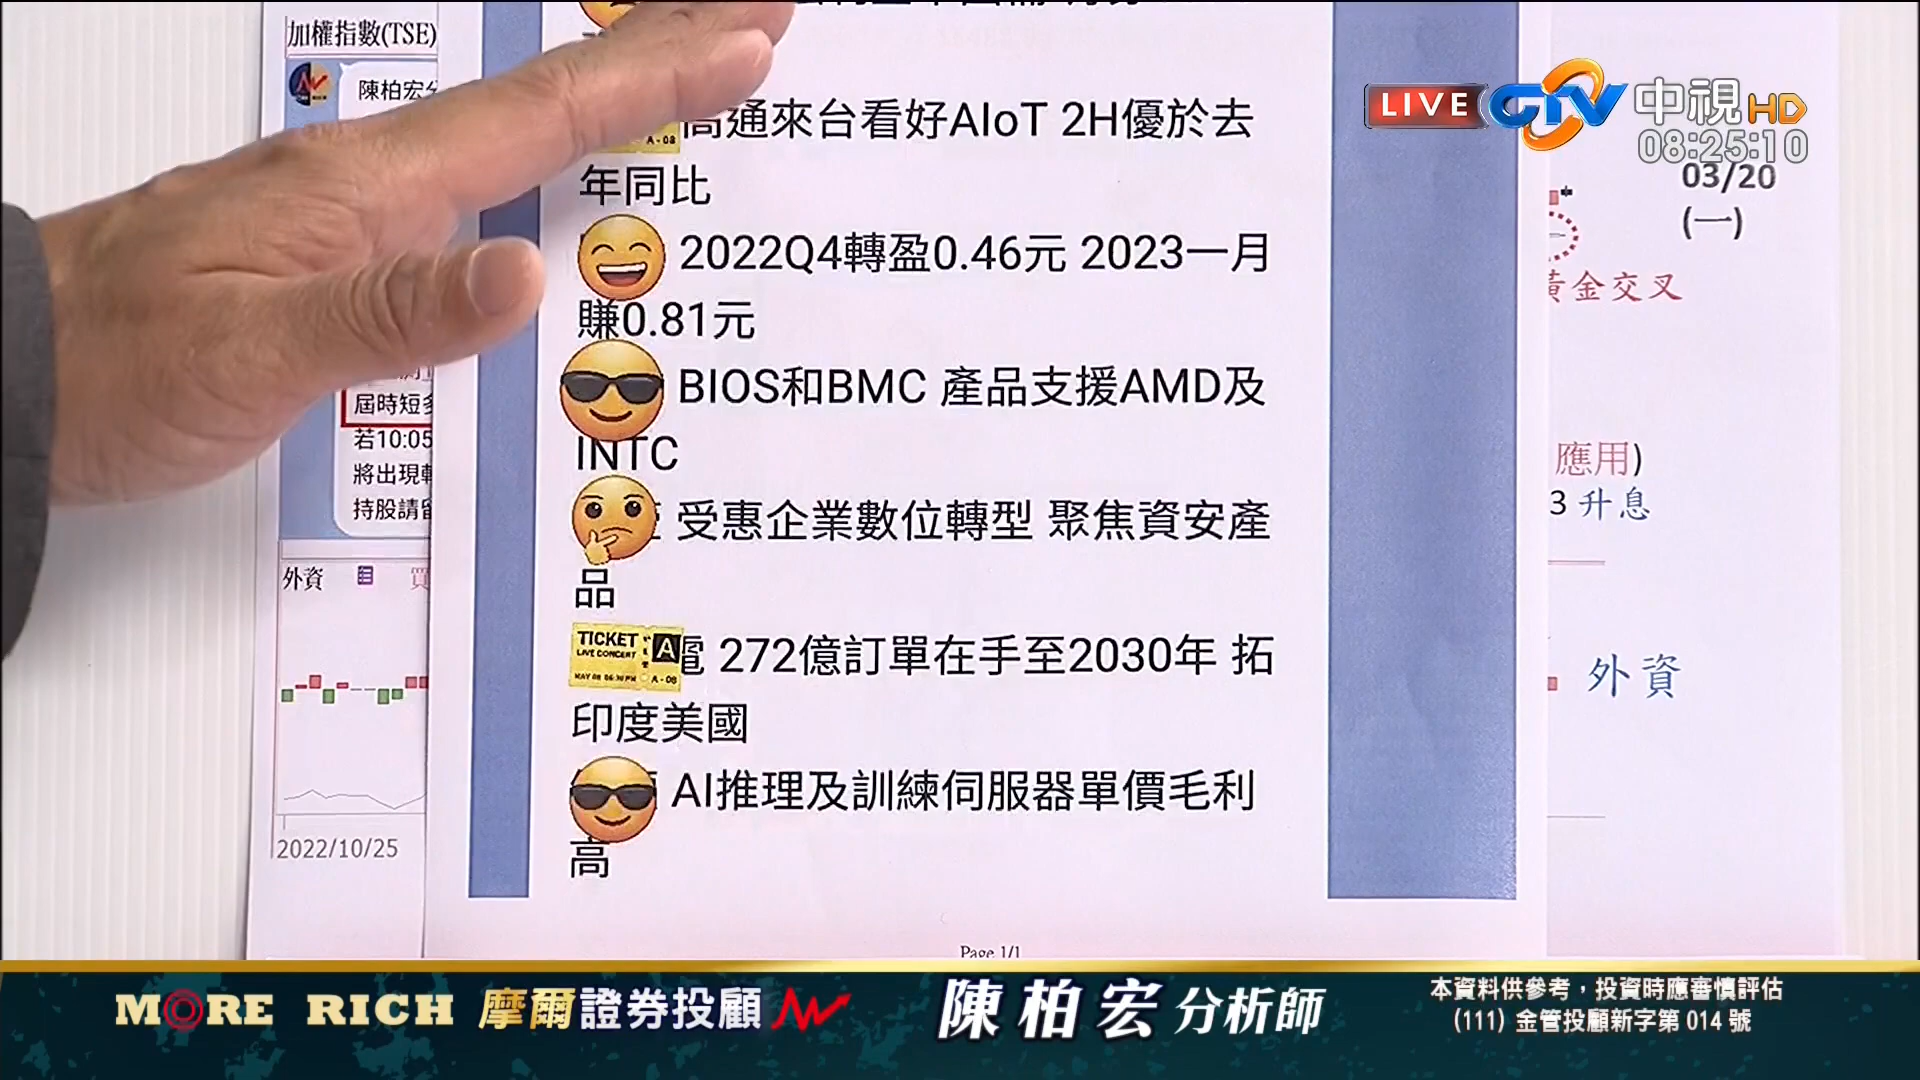 加權指數(TSE)
陳柏宏
屆時短
若10:05
將出現
持股請
外資
2022/10/25
高通來台看好AIoT 2H優於去
年同比
2022Q4轉盈0.46元 2023一月
賺0.81元
BIOS和BMC 產品支援AMD及
INTC
受惠企業數位轉型 聚焦資安產
品
TICKET
LIVE CONCERT
A
A-08
電 272億訂單在手至2030年 拓
印度美國
AI推理及訓練伺服器單價毛利
高
Page 1/1
LIVE CTV 中視HD
08:25:10
03/20
(一)
黃金交叉
應用)
3 升息
外資
MORE RICH 摩爾證券投顧
陳柏宏 分析師
本資料供參考，投資時應審慎評估
(111) 金管投顧新字第 014 號